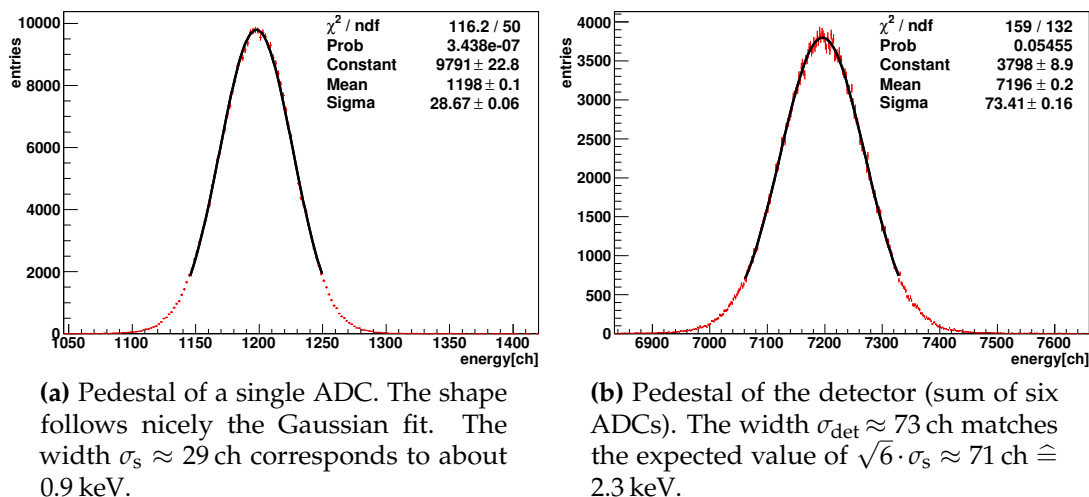 entries
10000
8000
6000
4000
2000
0
1050 1100 1150 1200 1250 1300 1350 1400
energy[ch]
χ² / ndf 116.2 / 50
Prob 3.438e-07
Constant 9791 ± 22.8
Mean 1198 ± 0.1
Sigma 28.67 ± 0.06
(a) Pedestal of a single ADC. The shape
follows nicely the Gaussian fit. The
width σs ≈ 29 ch corresponds to about
0.9 keV.
entries
4000
3500
3000
2500
2000
1500
1000
500
0
6900 7000 7100 7200 7300 7400 7500 7600
energy[ch]
χ² / ndf 159 / 132
Prob 0.05455
Constant 3798 ± 8.9
Mean 7196 ± 0.2
Sigma 73.41 ± 0.16
(b) Pedestal of the detector (sum of six
ADCs). The width σdet ≈ 73 ch matches
the expected value of √6 · σs ≈ 71 ch ≙
2.3 keV.